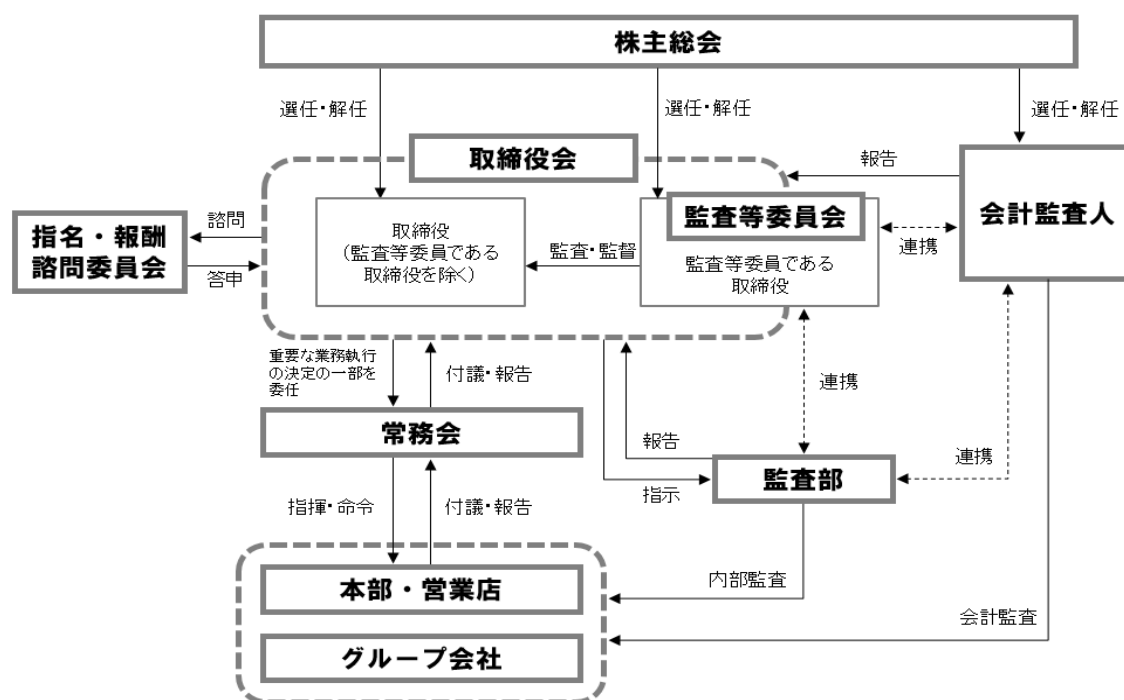 株主総会
選任・解任
選任・解任
選任・解任
取締役会
報告
監査等委員会
会計監査人
指名・報酬
諮問委員会
諮問
答申
取締役
(監査等委員である
取締役を除く)
監査・監督
監査等委員である
取締役
連携
重要な業務執行
の決定の一部を
委任
付議・報告
連携
常務会
報告
連携
監査部
指示
指揮・命令
付議・報告
内部監査
本部・営業店
会計監査
グループ会社